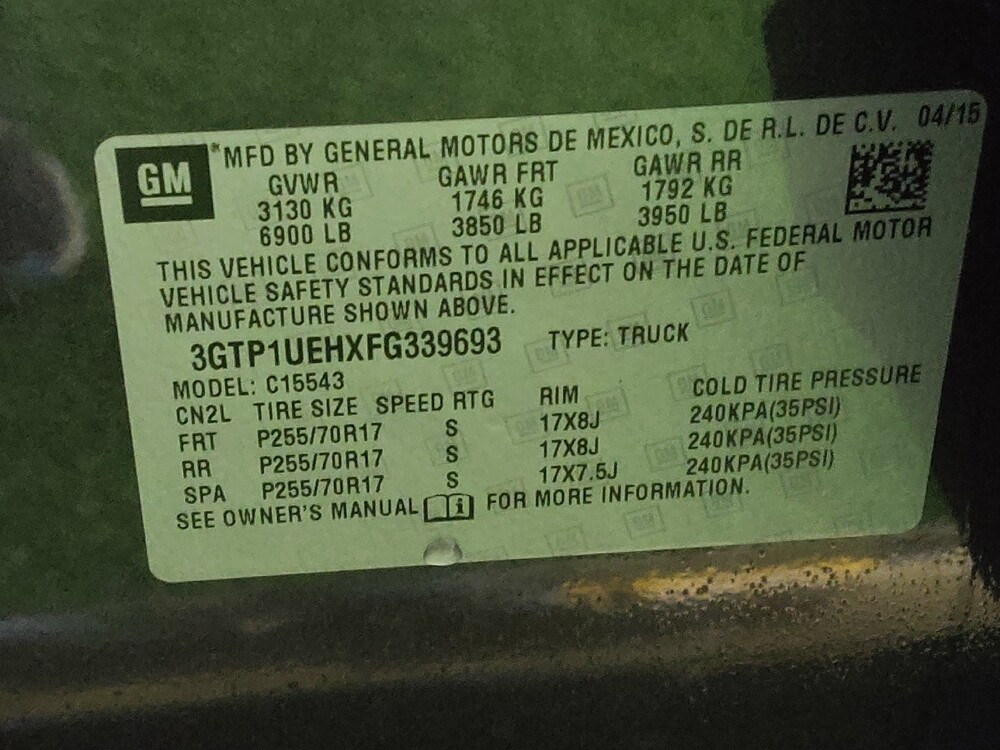 GM *MFD BY GENERAL MOTORS DE MEXICO, S. DE R.L. DE C.V. 04/15
GVWR GAWR FRT GAWR RR
3130 KG 1746 KG 1792 KG
6900 LB 3850 LB 3950 LB
THIS VEHICLE CONFORMS TO ALL APPLICABLE U.S. FEDERAL MOTOR
VEHICLE SAFETY STANDARDS IN EFFECT ON THE DATE OF
MANUFACTURE SHOWN ABOVE.
3GTP1UEHXFG339693 TYPE: TRUCK
MODEL: C15543
CN2L TIRE SIZE SPEED RTG RIM COLD TIRE PRESSURE
FRT P255/70R17 S 17X8J 240KPA(35PSI)
RR P255/70R17 S 17X8J 240KPA(35PSI)
SPA P255/70R17 S 17X7.5J 240KPA(35PSI)
SEE OWNER'S MANUAL i FOR MORE INFORMATION.